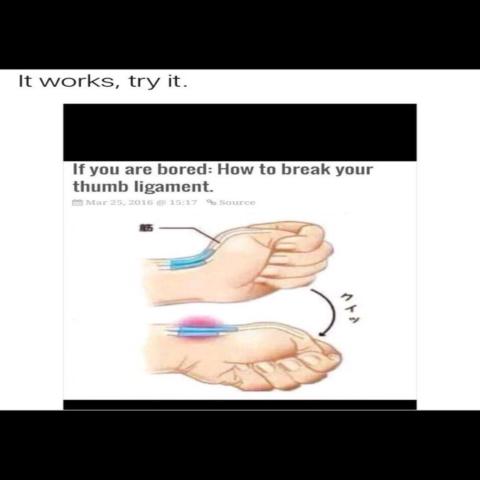 It works, try it.
If you are bored: How to break your
thumb ligament.
Mar 25, 2016 @ 15:17 Source
筋
クイッ